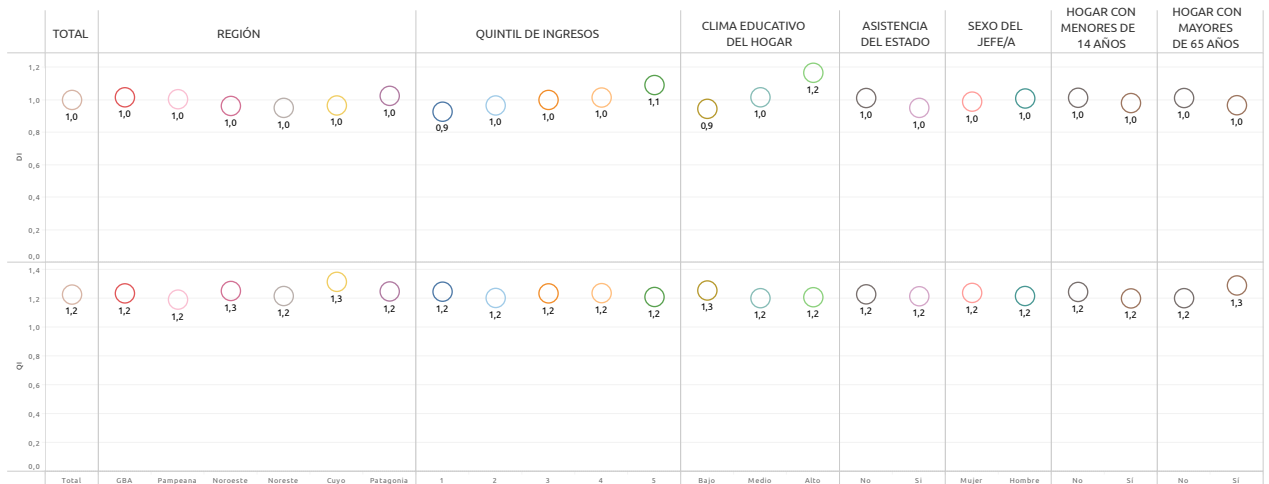 TOTAL
REGIÓN
QUINTIL DE INGRESOS
CLIMA EDUCATIVO
DEL HOGAR
ASISTENCIA
DEL ESTADO
SEXO DEL
JEFE/A
HOGAR CON
MENORES DE
14 AÑOS
HOGAR CON
MAYORES
DE 65 AÑOS
DI
1,2
1,0
0,8
0,6
0,4
0,2
0,0
1,0 1,0 1,0 1,0 1,0 1,0 1,0 0,9 1,0 1,0 1,0 1,1 0,9 1,0 1,2 1,0 1,0 1,0 1,0 1,0 1,0 1,0 1,0
QI
1,4
1,2
1,0
0,8
0,6
0,4
0,2
0,0
1,2 1,2 1,2 1,3 1,2 1,3 1,2 1,2 1,2 1,2 1,2 1,2 1,3 1,2 1,2 1,2 1,2 1,2 1,2 1,2 1,2 1,2 1,3
Total GBA Pampeana Noroeste Noreste Cuyo Patagonia 1 2 3 4 5 Bajo Medio Alto No Sí Mujer Hombre No Sí No Sí